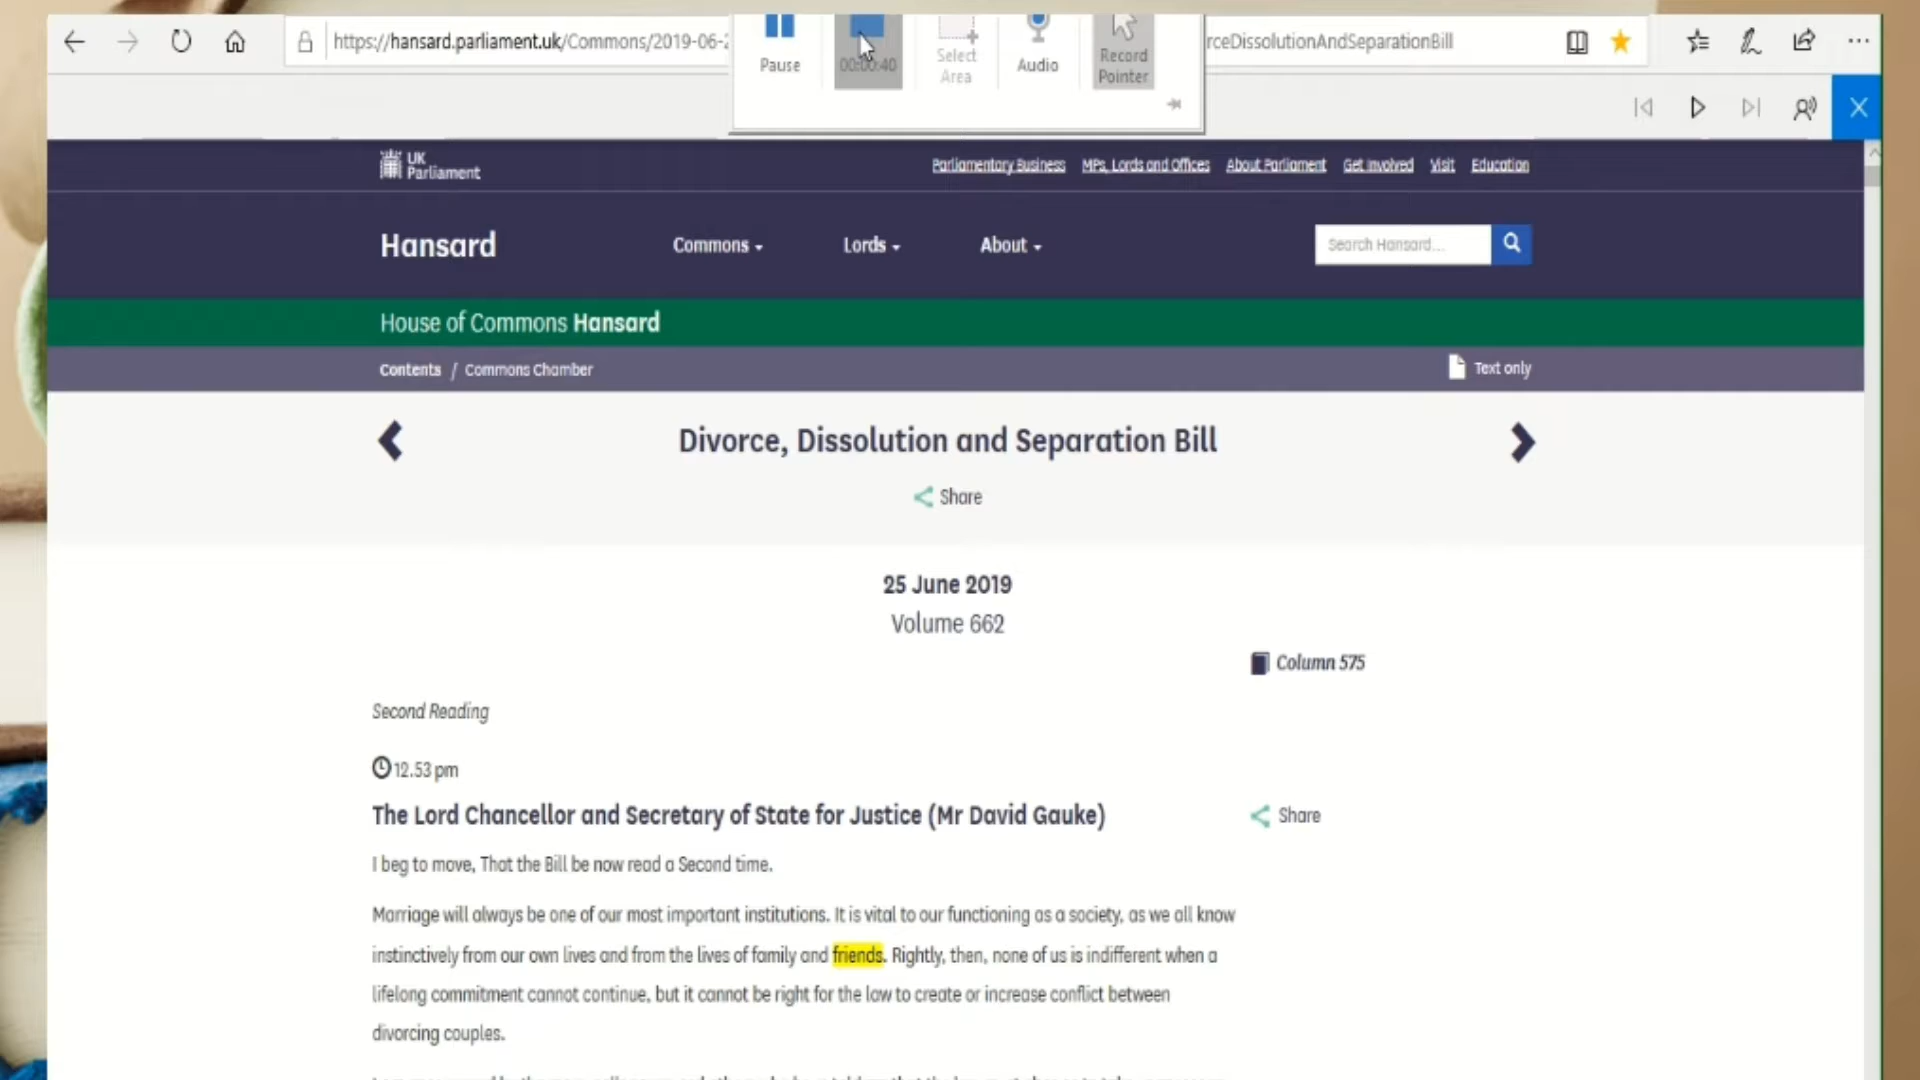 https://hansard.parliament.uk/Commons/2019-06-2
rceDissolutionAndSeparationBill
Pause
00:00:40
Select
Area
Audio
Record
Pointer
UK
Parliament
Parliamentary Business MPs, Lords and Offices About Parliament Get Involved Visit Education
Hansard
Commons
Lords
About
Search Hansard...
House of Commons Hansard
Contents / Commons Chamber
Text only
Divorce, Dissolution and Separation Bill
Share
25 June 2019
Volume 662
Column 575
Second Reading
12.53 pm
The Lord Chancellor and Secretary of State for Justice (Mr David Gauke)
Share
I beg to move, That the Bill be now read a Second time.
Marriage will always be one of our most important institutions. It is vital to our functioning as a society, as we all know
instinctively from our own lives and from the lives of family and friends. Rightly, then, none of us is indifferent when a
lifelong commitment cannot continue, but it cannot be right for the law to create or increase conflict between
divorcing couples.